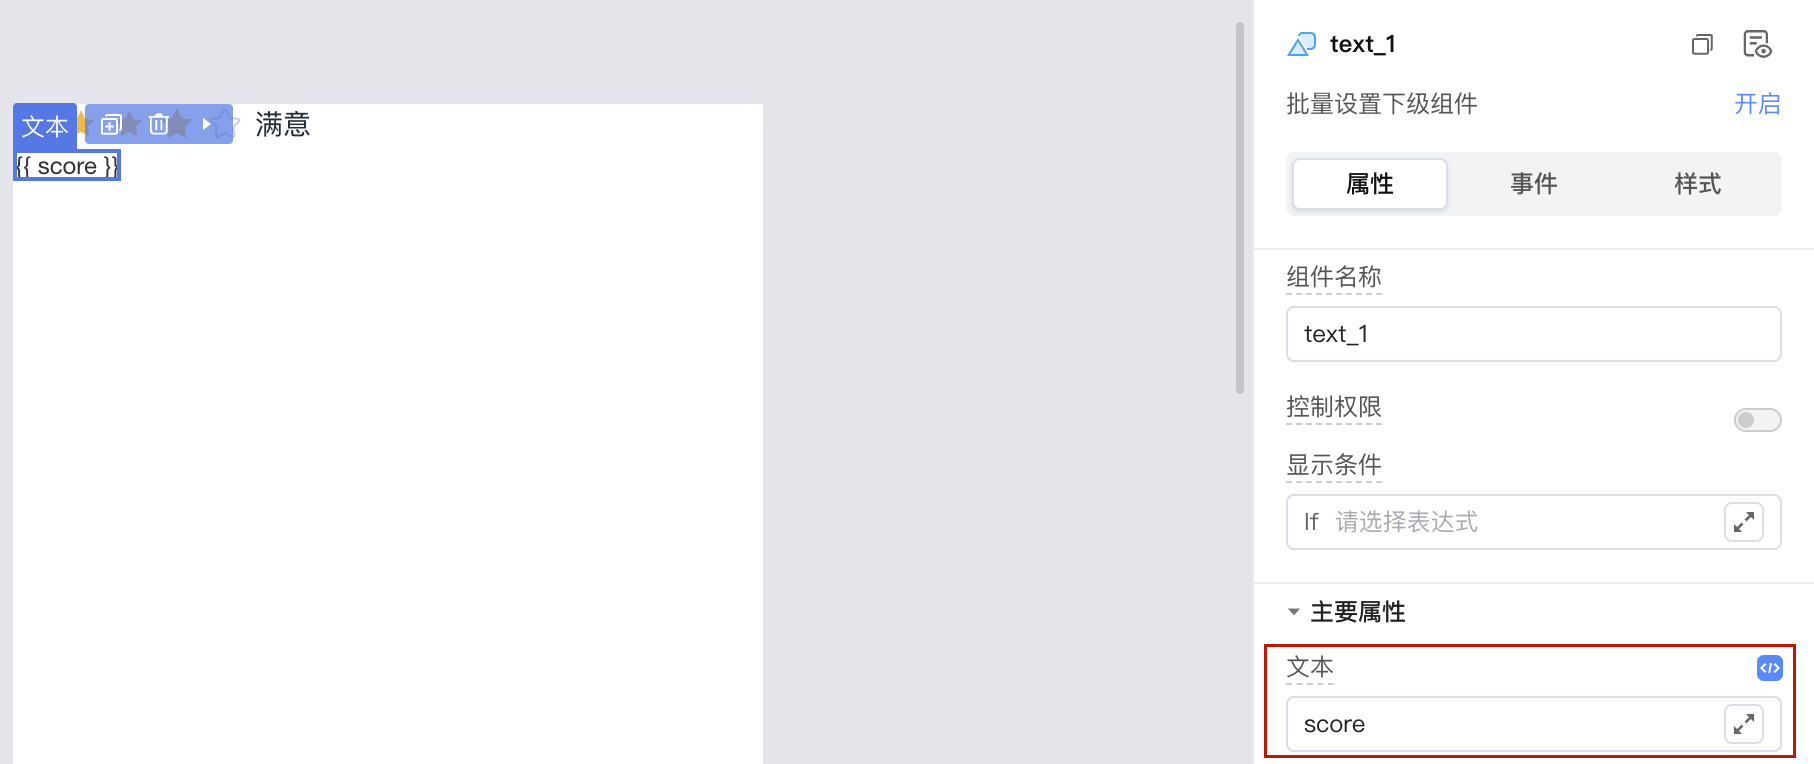 文本
满意
{{ score }}
text_1
批量设置下级组件
开启
属性
事件
样式
组件名称
text_1
控制权限
显示条件
If 请选择表达式
主要属性
文本
</>
score